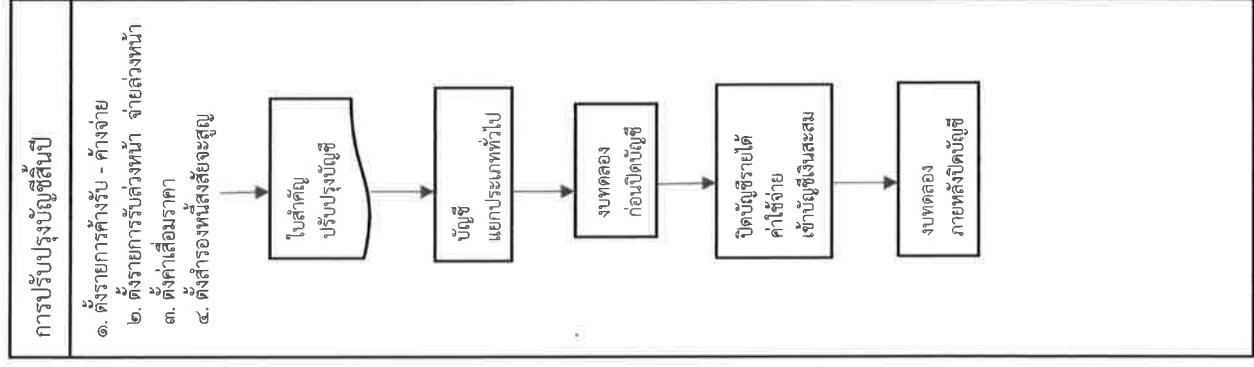 การปรับปรุงบัญชีสิ้นปี
๑. ตั้งรายการค้างรับ - ค้างจ่าย
๒. ตั้งรายการรับล่วงหน้า จ่ายล่วงหน้า
๓. ตั้งค่าเสื่อมราคา
๔. ตั้งสำรองหนี้สงสัยจะสูญ
ใบสำคัญ
ปรับปรุงบัญชี
บัญชี
แยกประเภททั่วไป
งบทดลอง
ก่อนปิดบัญชี
ปิดบัญชีรายได้
ค่าใช้จ่าย
เข้าบัญชีเงินสะสม
งบทดลอง
ภายหลังปิดบัญชี